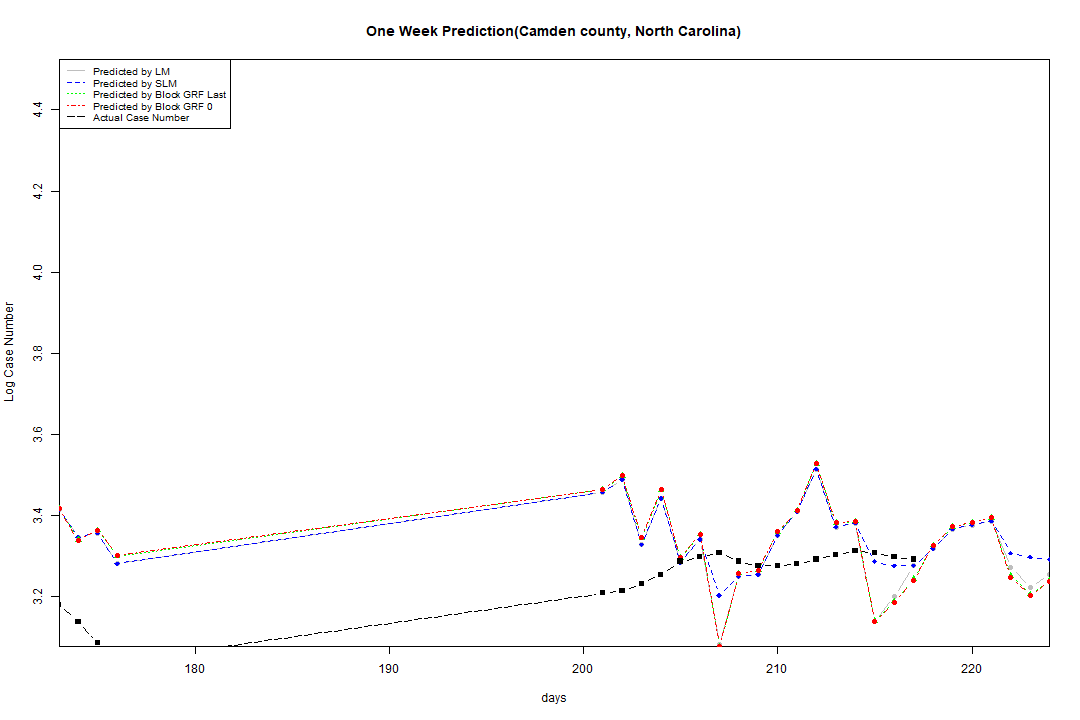 One Week Prediction(Camden county, North Carolina)
Predicted by LM
Predicted by SLM
Predicted by Block GRF Last
Predicted by Block GRF 0
Actual Case Number
4.4
4.2
4.0
3.8
3.6
3.4
3.2
Log Case Number
180 190 200 210 220
days